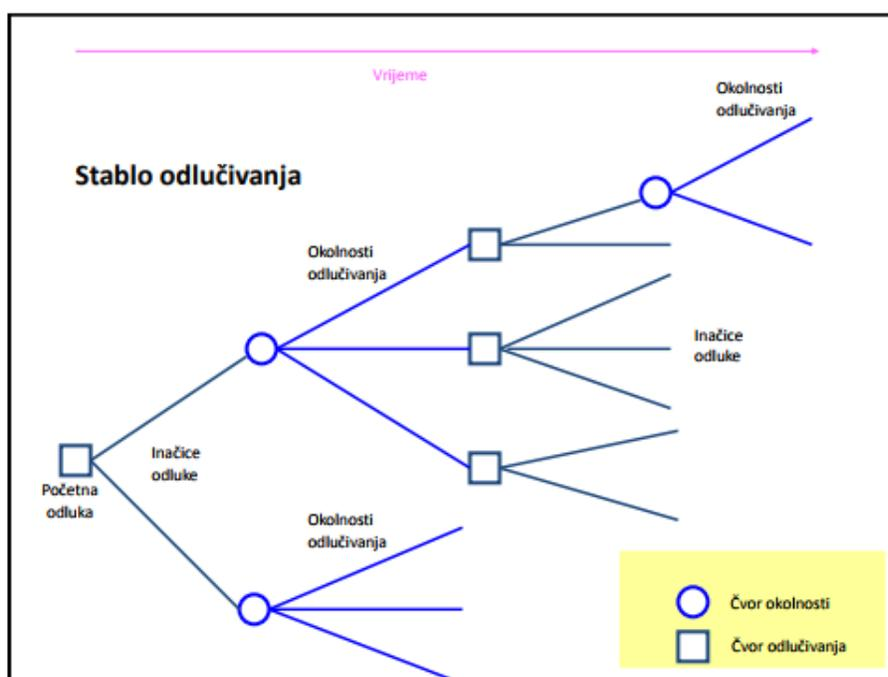 Vrijeme
Okolnosti
odlučivanja
Stablo odlučivanja
Okolnosti
odlučivanja
Inačice
odluke
Inačice
odluke
Početna
odluka
Okolnosti
odlučivanja
Čvor okolnosti
Čvor odlučivanja